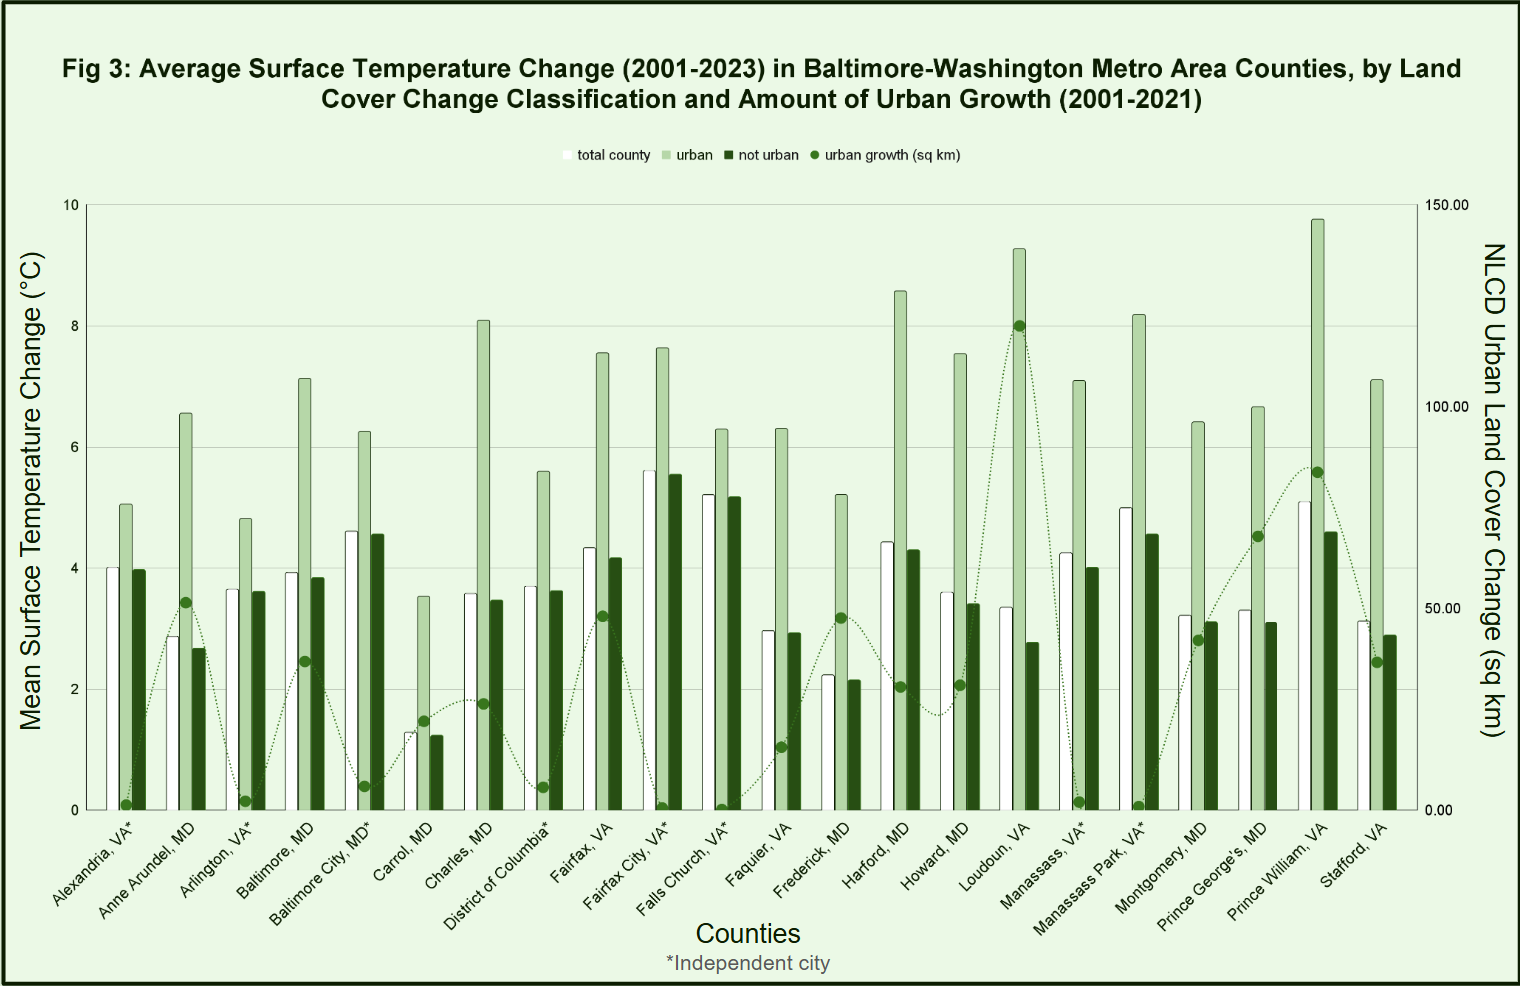 Fig 3: Average Surface Temperature Change (2001-2023) in Baltimore-Washington Metro Area Counties, by Land
Cover Change Classification and Amount of Urban Growth (2001-2021)
total county
urban
not urban
urban growth (sq km)
Mean Surface Temperature Change (°C)
10
8
6
4
2
0
150.00
100.00
50.00
0.00
NLCD Urban Land Cover Change (sq km)
Alexandria, VA*
Anne Arundel, MD
Arlington, VA*
Baltimore, MD
Baltimore City, MD*
Carrol, MD
Charles, MD
District of Columbia*
Fairfax, VA
Fairfax City, VA*
Falls Church, VA*
Faquier, VA
Frederick, MD
Harford, MD
Howard, MD
Loudoun, VA
Manassass, VA*
Manassass Park, VA*
Montgomery, MD
Prince George's, MD
Prince William, VA
Stafford, VA
Counties
*Independent city